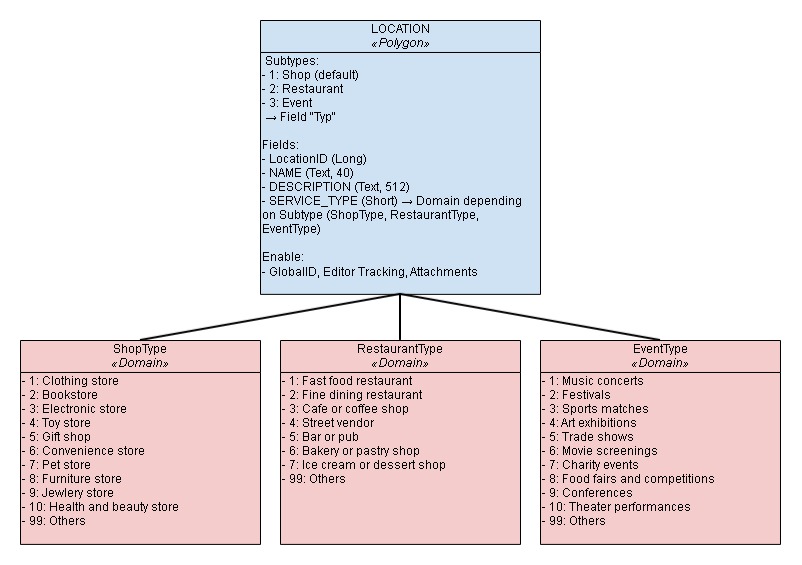 LOCATION
«Polygon»
Subtypes:
- 1: Shop (default)
- 2: Restaurant
- 3: Event
→ Field "Typ"
Fields:
- LocationID (Long)
- NAME (Text, 40)
- DESCRIPTION (Text, 512)
- SERVICE_TYPE (Short) → Domain depending
on Subtype (ShopType, RestaurantType,
EventType)
Enable:
- GlobalID, Editor Tracking, Attachments
ShopType
«Domain»
- 1: Clothing store
- 2: Bookstore
- 3: Electronic store
- 4: Toy store
- 5: Gift shop
- 6: Convenience store
- 7: Pet store
- 8: Furniture store
- 9: Jewlery store
- 10: Health and beauty store
- 99: Others
RestaurantType
«Domain»
- 1: Fast food restaurant
- 2: Fine dining restaurant
- 3: Cafe or coffee shop
- 4: Street vendor
- 5: Bar or pub
- 6: Bakery or pastry shop
- 7: Ice cream or dessert shop
- 99: Others
EventType
«Domain»
- 1: Music concerts
- 2: Festivals
- 3: Sports matches
- 4: Art exhibitions
- 5: Trade shows
- 6: Movie screenings
- 7: Charity events
- 8: Food fairs and competitions
- 9: Conferences
- 10: Theater performances
- 99: Others